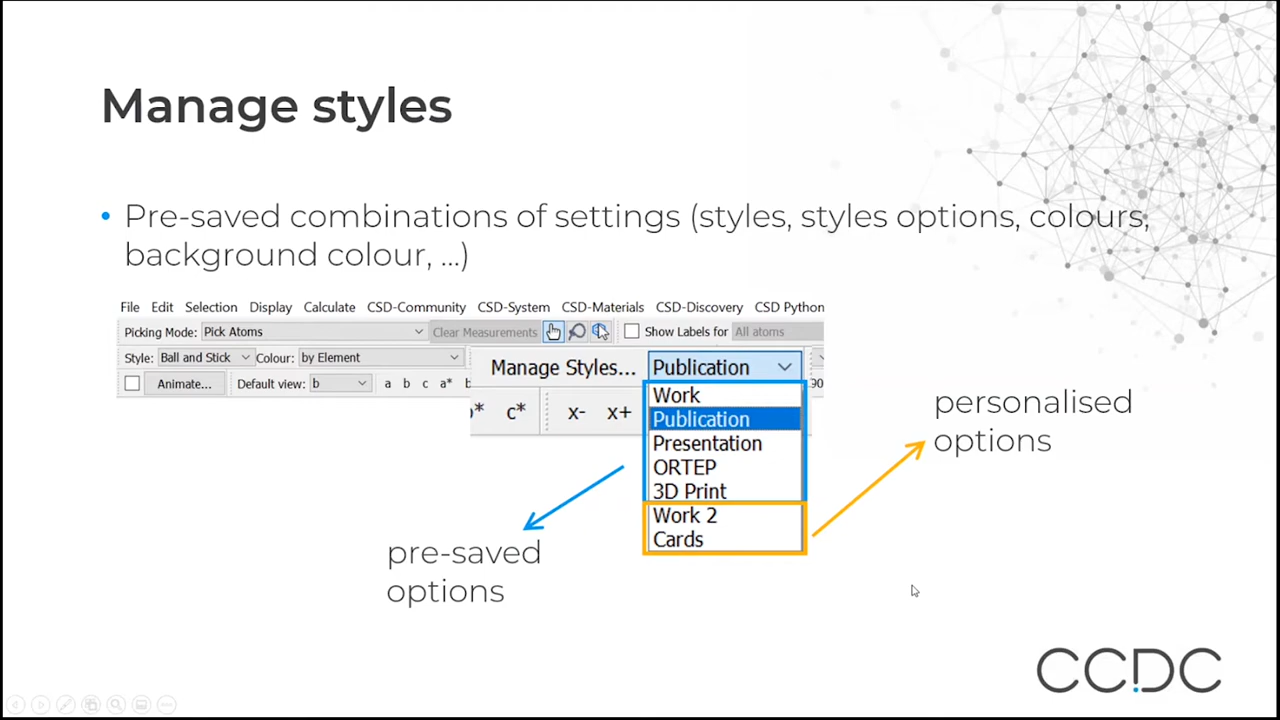 Manage styles
• Pre-saved combinations of settings (styles, styles options, colours,
background colour, ...)
File Edit Selection Display Calculate CSD-Community CSD-System CSD-Materials CSD-Discovery CSD Python
Picking Mode: Pick Atoms Clear Measurements Show Labels for All atoms
Style: Ball and Stick Colour: by Element
Manage Styles... Publication
Animate... Default view: b a b c a* b
c* x- x+
90
Work
Publication
Presentation
ORTEP
3D Print
Work 2
Cards
personalised
options
pre-saved
options
CCDC